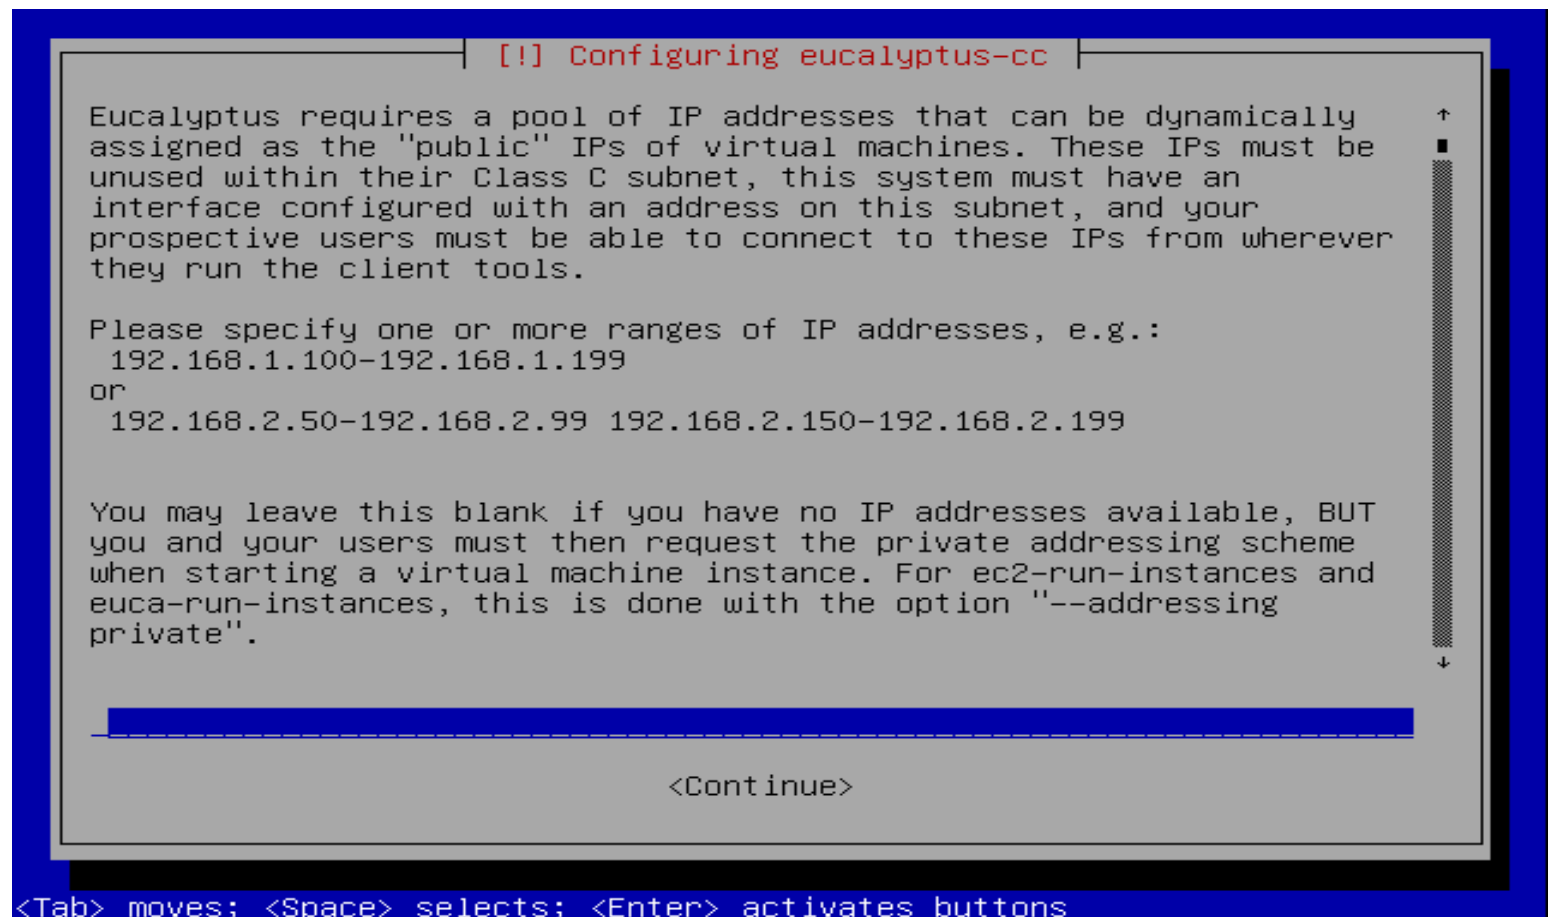 [!] Configuring eucalyptus-cc
Eucalyptus requires a pool of IP addresses that can be dynamically
assigned as the "public" IPs of virtual machines. These IPs must be
unused within their Class C subnet, this system must have an
interface configured with an address on this subnet, and your
prospective users must be able to connect to these IPs from wherever
they run the client tools.
Please specify one or more ranges of IP addresses, e.g.:
192.168.1.100-192.168.1.199
or
192.168.2.50-192.168.2.99 192.168.2.150-192.168.2.199
You may leave this blank if you have no IP addresses available, BUT
you and your users must then request the private addressing scheme
when starting a virtual machine instance. For ec2-run-instances and
euca-run-instances, this is done with the option "--addressing
private".
<Continue>
<Tab> moves; <Space> selects; <Enter> activates buttons